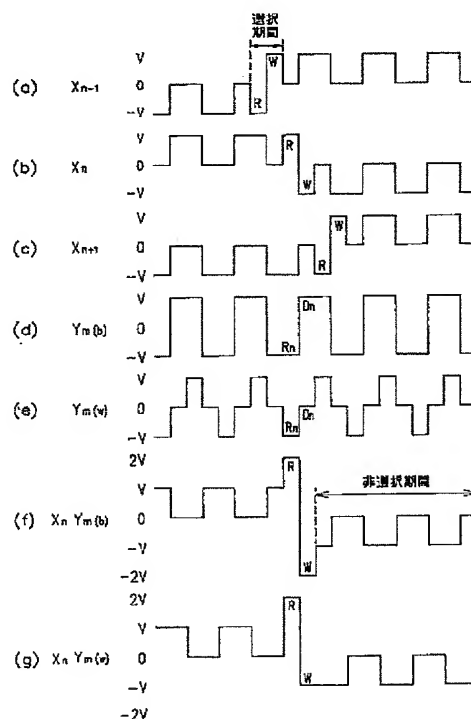 選択
期間
(a) Xn-1 V 0 -V R W
(b) Xn V 0 -V R W
(c) Xn+1 V 0 -V R W
(d) Ym(b) V 0 -V Rn Dn
(e) Ym(w) V 0 -V Rn Dn
(f) Xn Ym(b) 2V V 0 -V -2V R W 非選択期間
(g) Xn Ym(w) 2V V 0 -V -2V R W